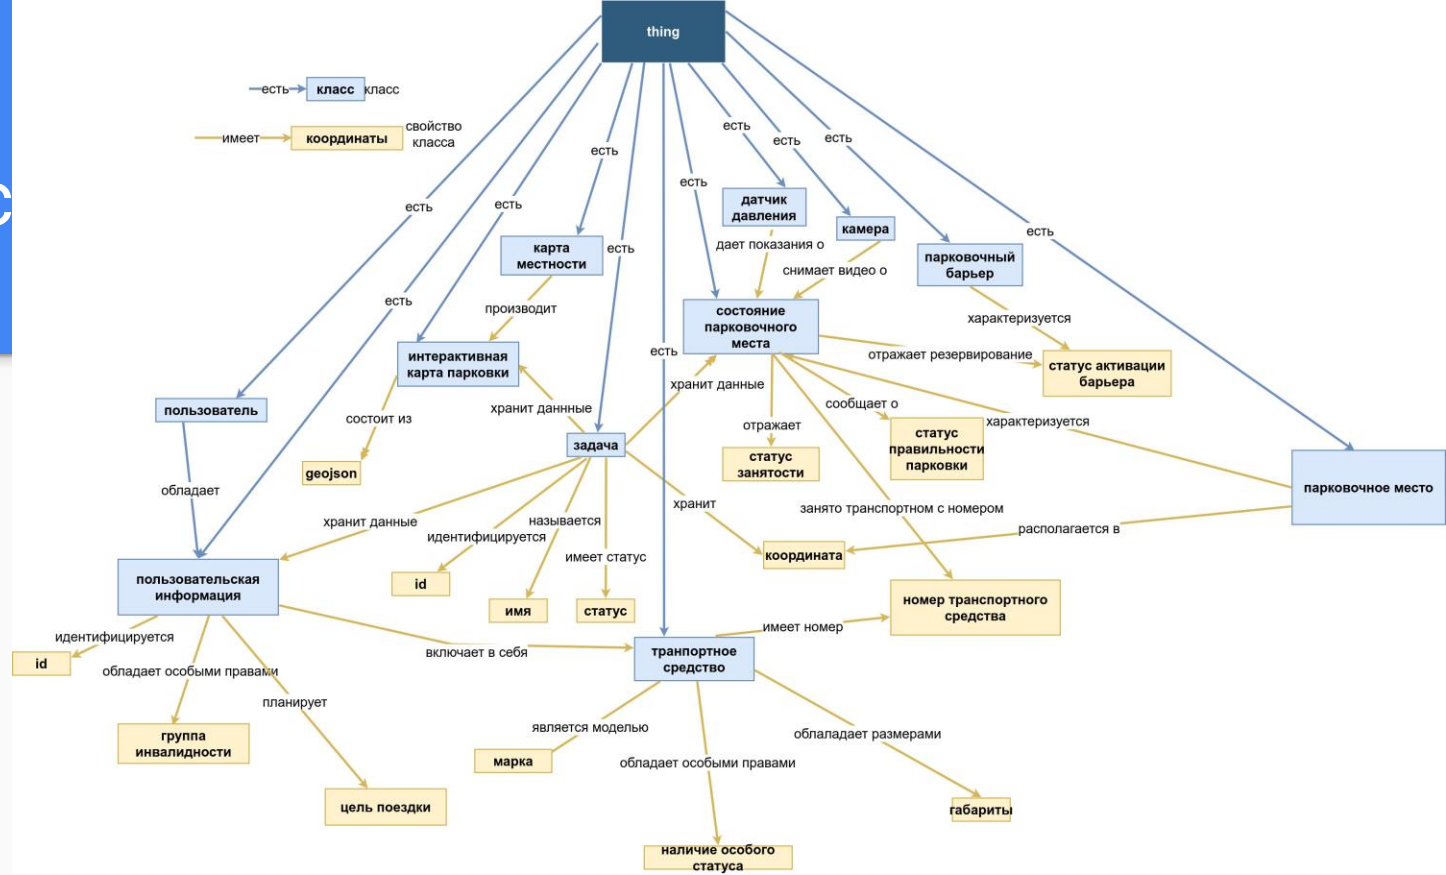 thing
есть
класс
класс
имеет
координаты
свойство
класса
С
есть
есть
есть
есть
есть
есть
есть
есть
есть
есть
есть
есть
датчик
давления
камера
парковочный
барьер
карта
местности
дает показания о
снимает видео о
производит
состояние
парковочного
места
характеризуется
интерактивная
карта парковки
отражает резервирование
статус активации
барьера
пользователь
состоит из
хранит даннные
хранит данные
сообщает о
отражает
характеризуется
geojson
задача
статус
занятости
статус
правильности
парковки
парковочное место
обладает
хранит данные
называется
идентифицируется
имеет статус
хранит
занято транспортном с номером
располагается в
координата
пользовательская
информация
id
имя
статус
номер транспортного
средства
идентифицируется
id
обладает особыми правами
планирует
включает в себя
имеет номер
транпортное
средство
группа
инвалидности
цель поездки
является моделью
марка
обладает особыми правами
облаладает размерами
габариты
наличие особого
статуса